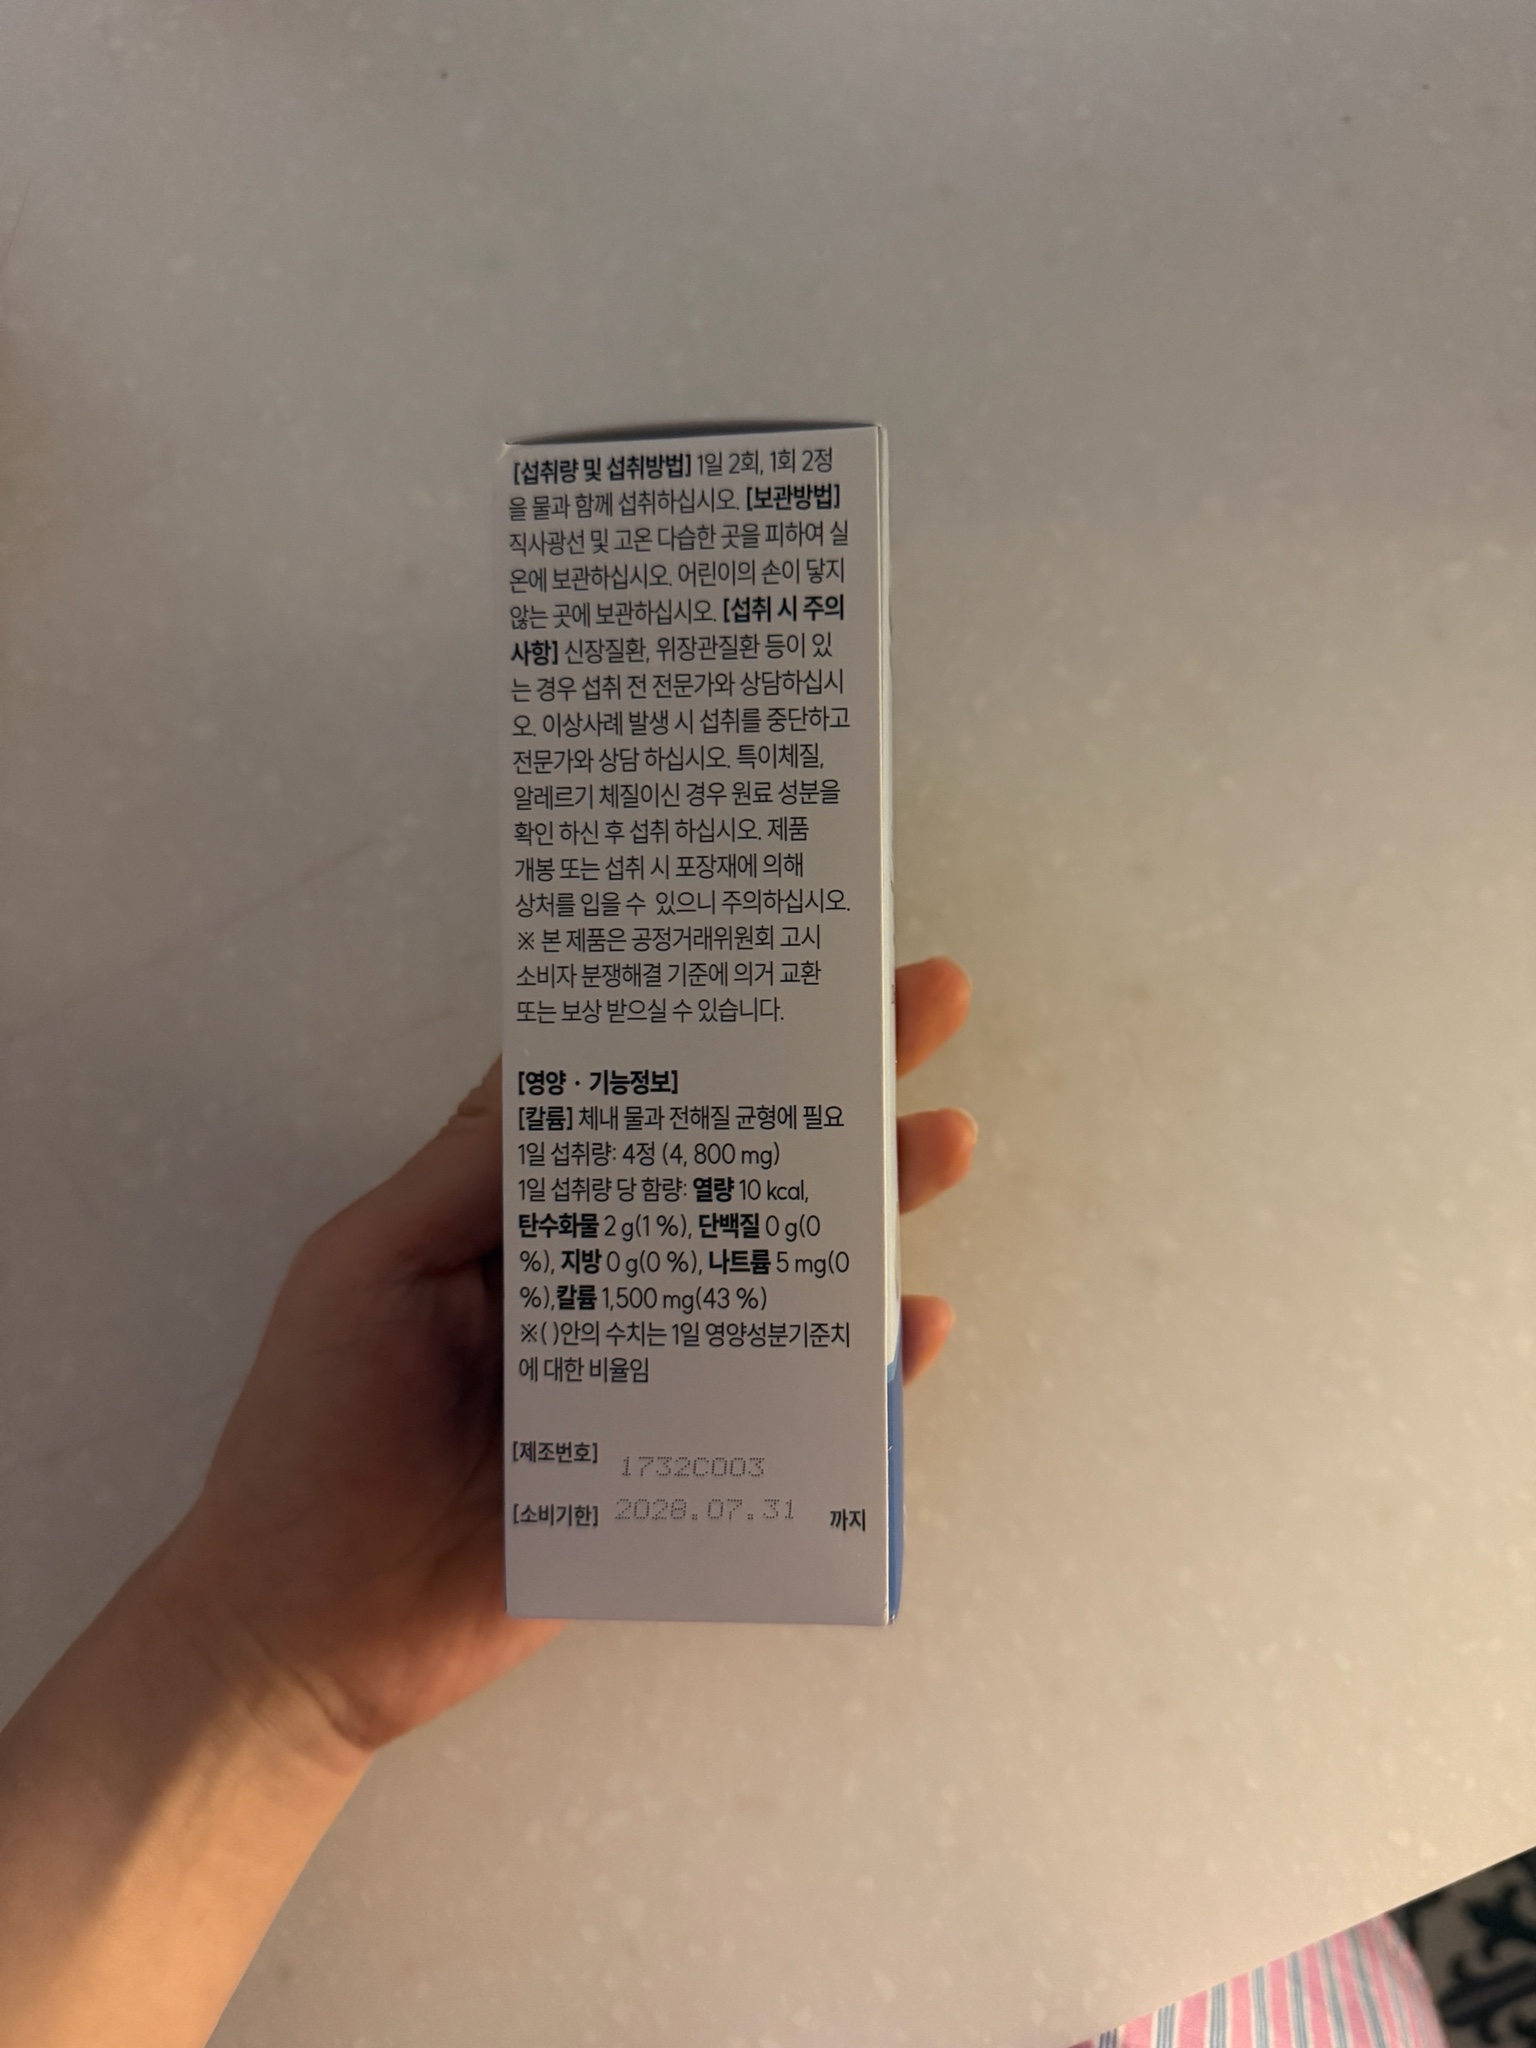 [섭취량 및 섭취방법] 1일 2회, 1회 2정
을 물과 함께 섭취하십시오. [보관방법]
직사광선 및 고온 다습한 곳을 피하여 실
온에 보관하십시오. 어린이의 손이 닿지
않는 곳에 보관하십시오. [섭취 시 주의
사항] 신장질환, 위장관질환 등이 있
는 경우 섭취 전 전문가와 상담하십시
오. 이상사례 발생 시 섭취를 중단하고
전문가와 상담 하십시오. 특이체질,
알레르기 체질이신 경우 원료 성분을
확인 하신 후 섭취 하십시오. 제품
개봉 또는 섭취 시 포장재에 의해
상처를 입을 수 있으니 주의하십시오.
※ 본 제품은 공정거래위원회 고시
소비자 분쟁해결 기준에 의거 교환
또는 보상 받으실 수 있습니다.
[영양 · 기능정보]
[칼륨] 체내 물과 전해질 균형에 필요
1일 섭취량: 4정 (4, 800 mg)
1일 섭취량 당 함량: 열량 10 kcal,
탄수화물 2 g(1 %), 단백질 0 g(0
%), 지방 0 g(0 %), 나트륨 5 mg(0
%),칼륨 1,500 mg(43 %)
※( )안의 수치는 1일 영양성분기준치
에 대한 비율임
[제조번호] 1732C003
[소비기한] 2028.07.31 까지